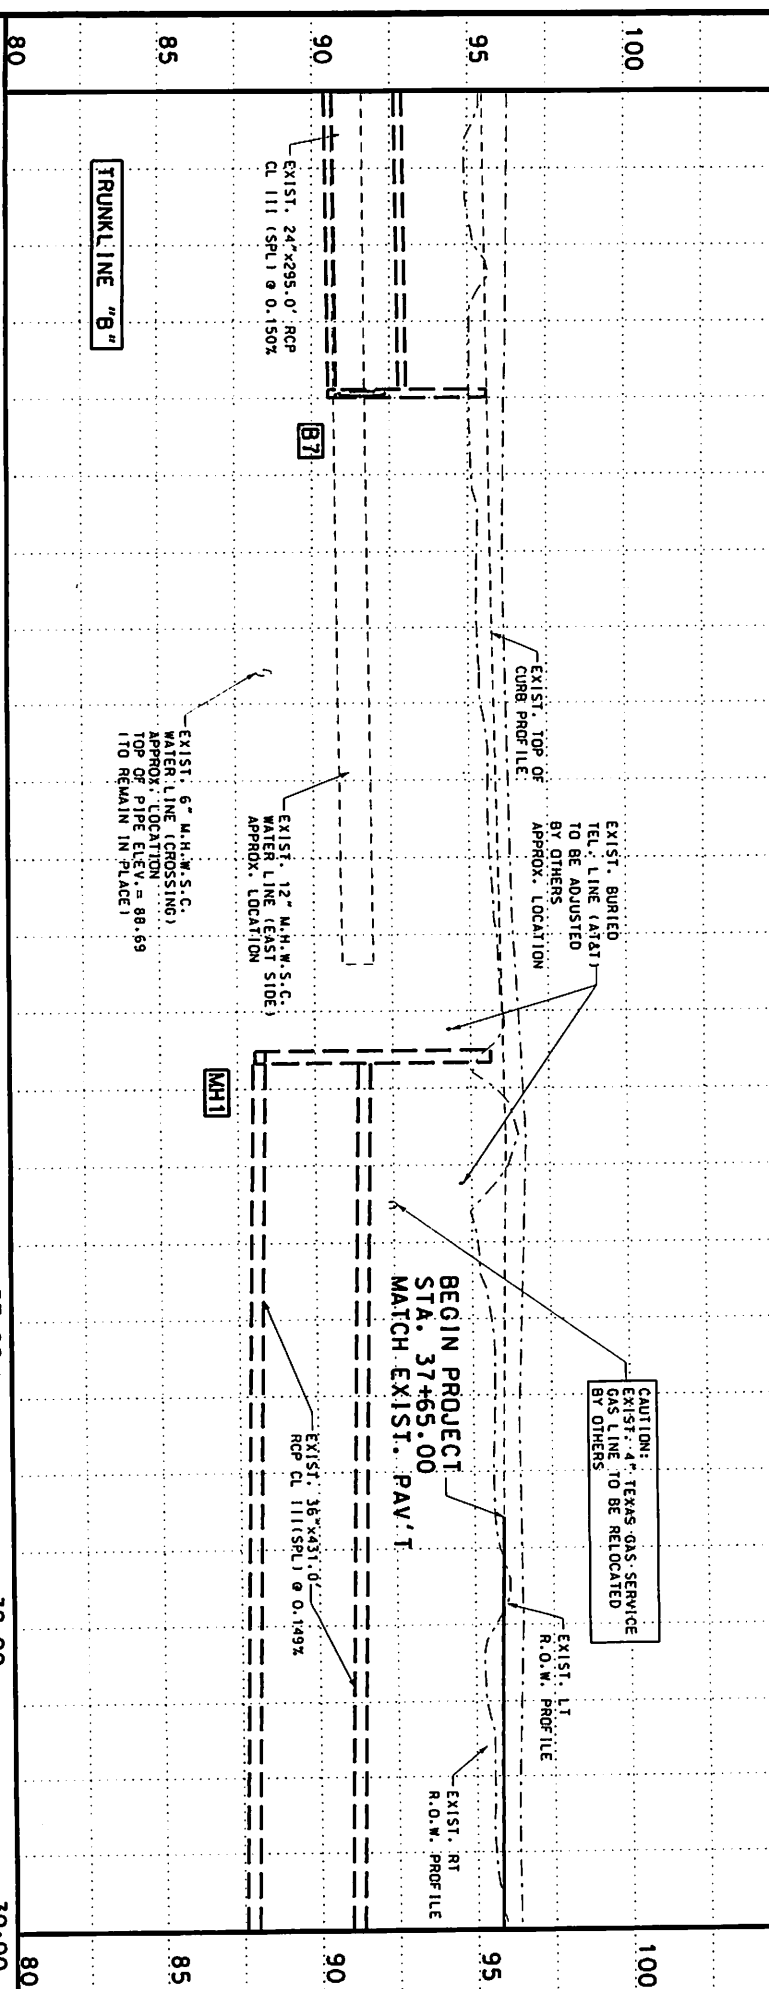 100
95
90
85
80
EXIST. BURIED
TEL. LINE (AT&T)
TO BE ADJUSTED
BY OTHERS
APPROX. LOCATION
CAUTION:
EXIST. 4" TEXAS GAS SERVICE
GAS LINE TO BE RELOCATED
BY OTHERS
EXIST. LT
R.O.W. PROFILE
EXIST. TOP OF
CURB PROFILE
BEGIN PROJECT
STA. 37+65.00
MATCH EXIST. PAV'T
EXIST. RT
R.O.W. PROFILE
EXIST. 24"x295.0' RCP
CL III (SPL) @ 0.150%
B7
EXIST. 12" M.H.W.S.C.
WATER LINE (EAST SIDE)
APPROX. LOCATION
EXIST. 36"x431.0'
RCP CL III(SPL) @ 0.149%
MH1
EXIST. 6" M.H.W.S.C.
WATER LINE (CROSSING)
APPROX. LOCATION
TOP OF PIPE ELEV.= 88.69
(TO REMAIN IN PLACE)
TRUNKLINE "B"
100
95
90
85
80